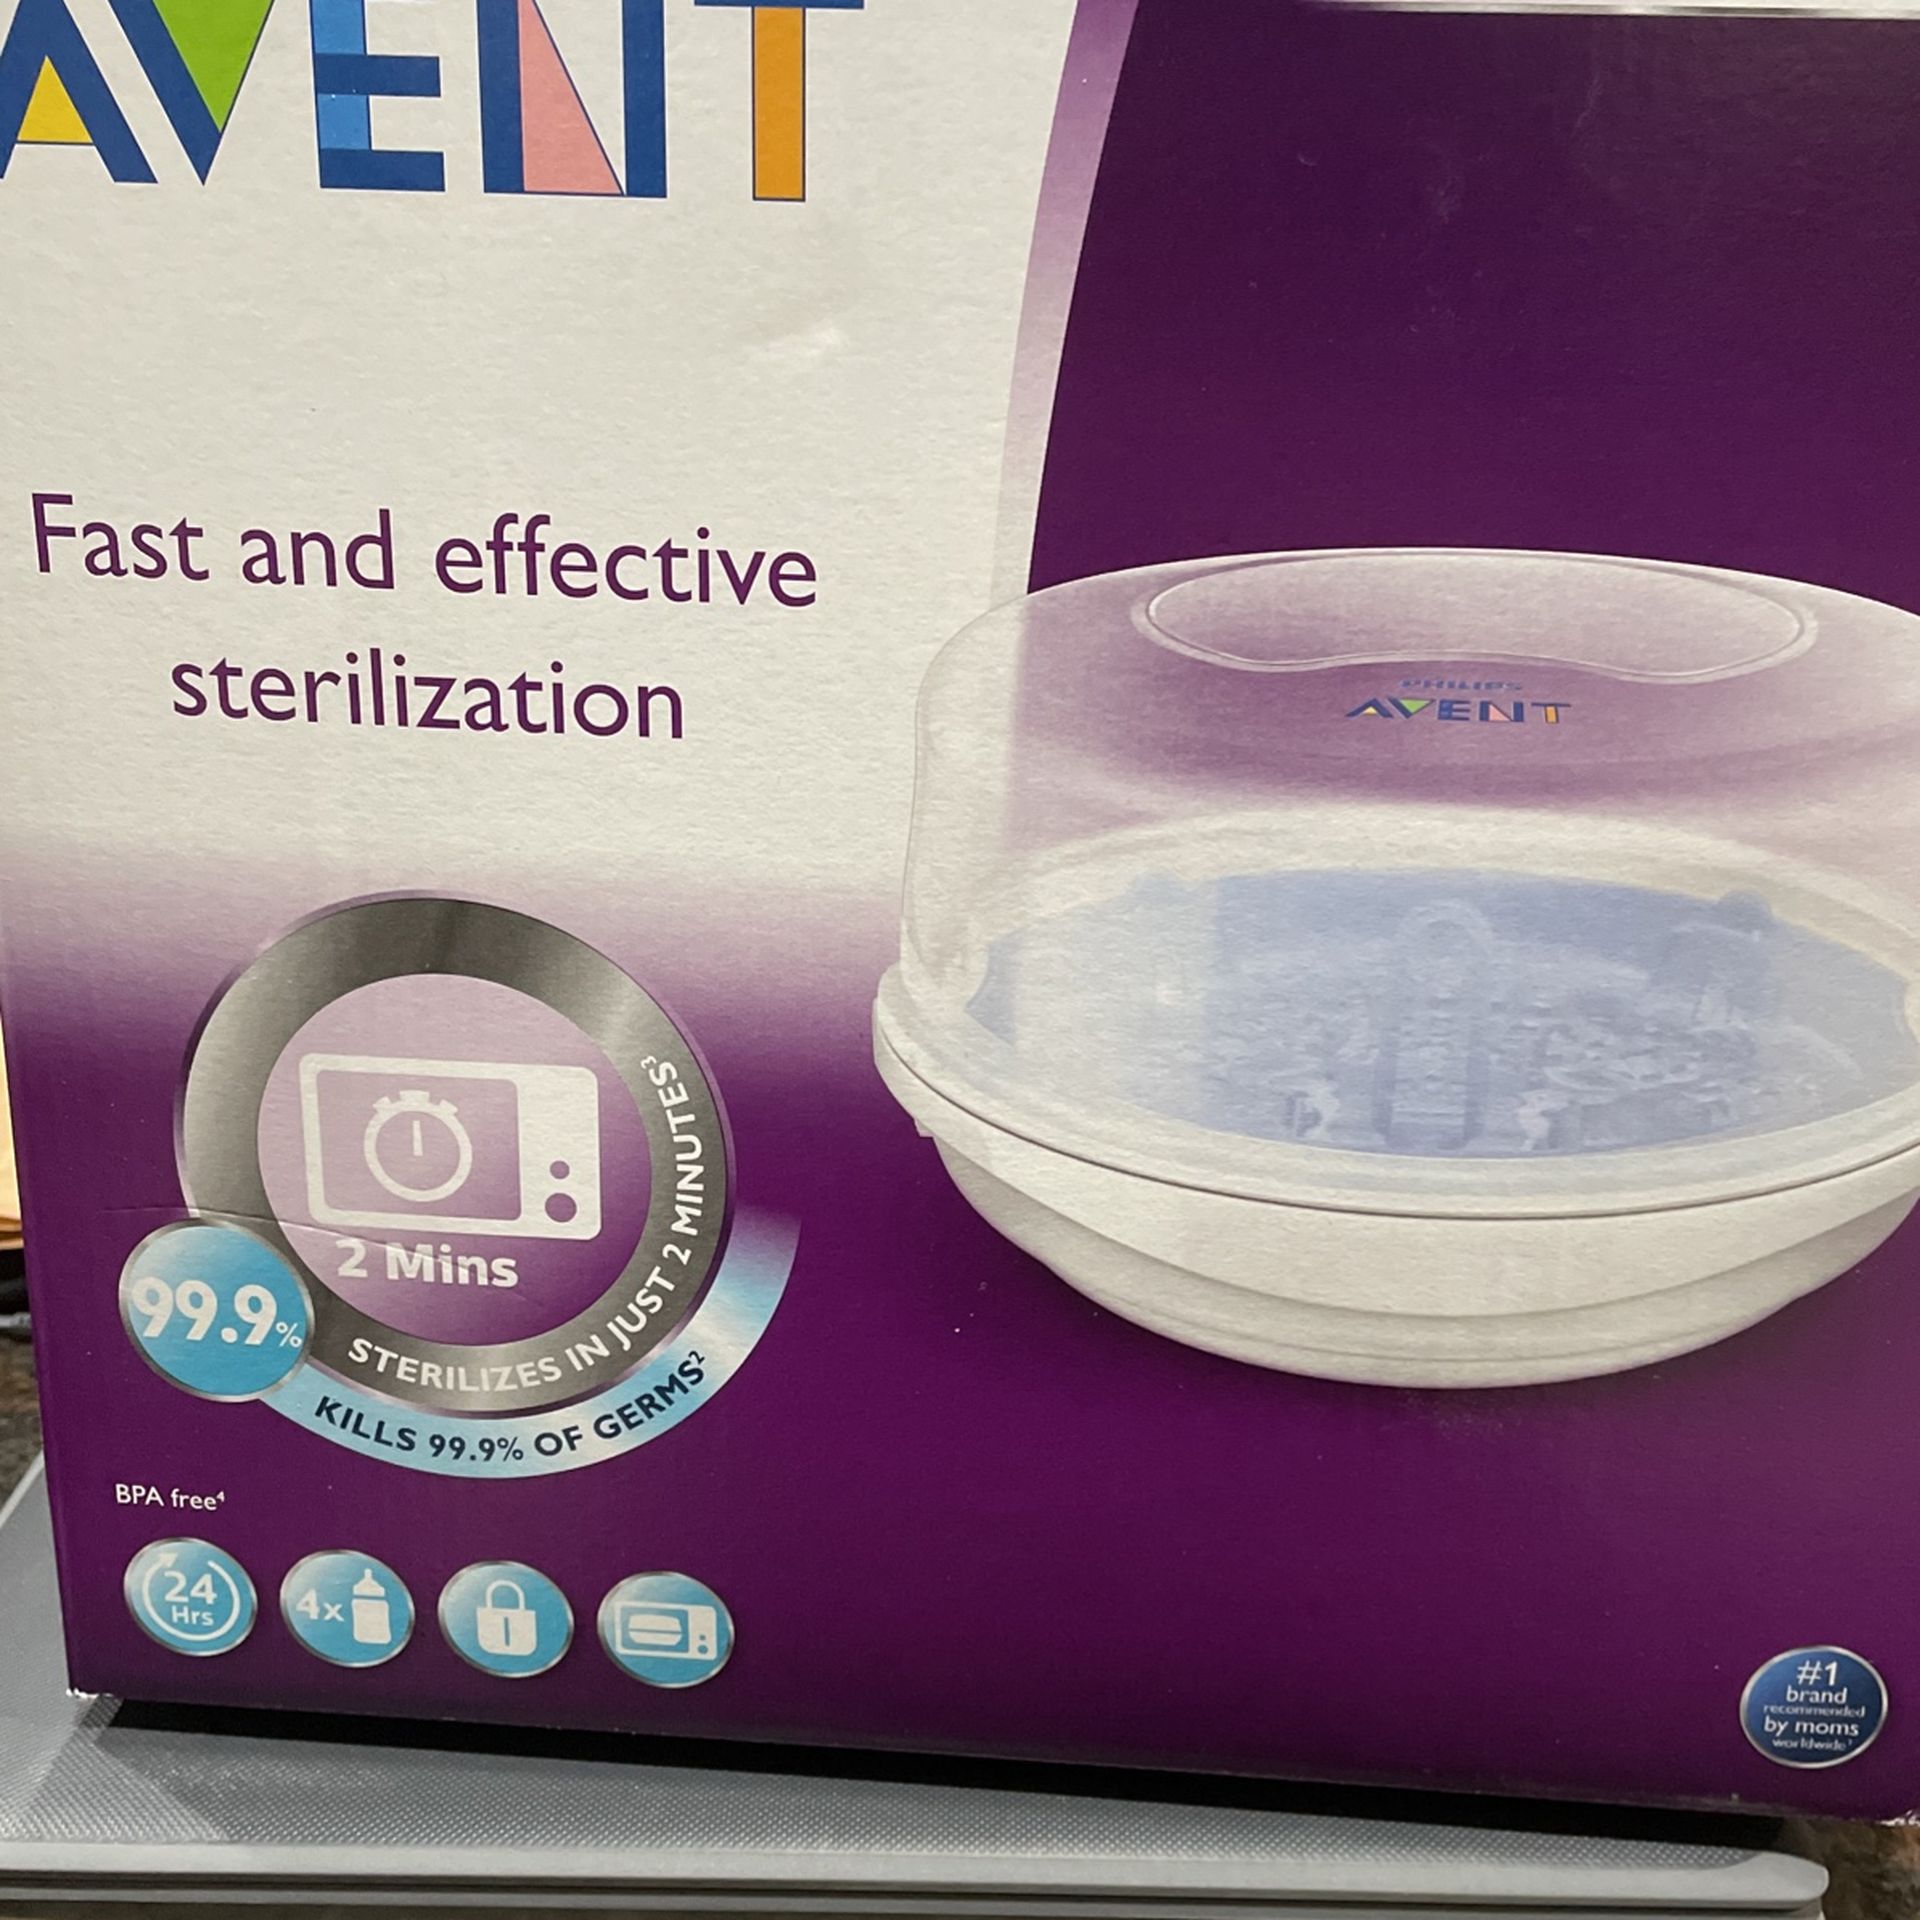 AVENT
Fast and effective
sterilization
PHILIPS
AVENT
2 Mins
STERILIZES IN JUST 2 MINUTES³
99.9%
KILLS 99.9% OF GERMS²
BPA free⁴
24
Hrs
4x
#1
brand
recommended
by moms
worldwide¹